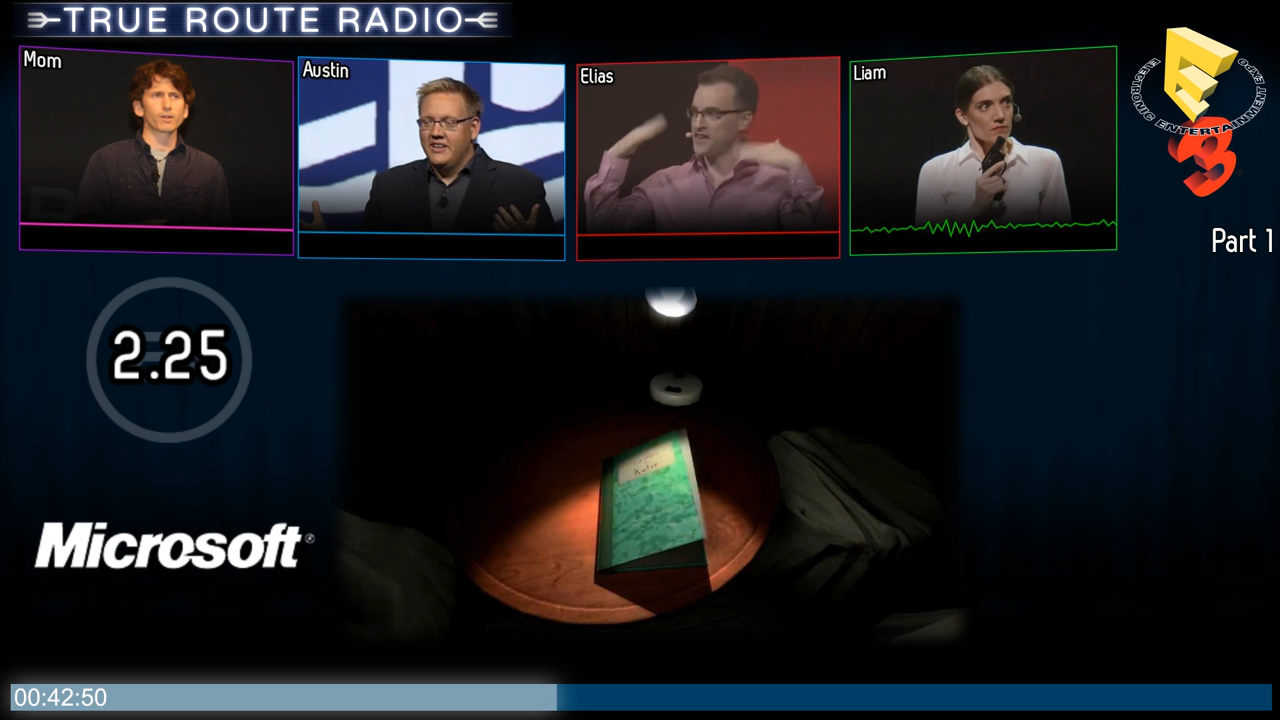 TRUE ROUTE RADIO
Mom
Austin
Elias
Liam
E3
ELECTRONIC ENTERTAINMENT EXPO
Part 1
2.25
Microsoft®
Katie
00:42:50